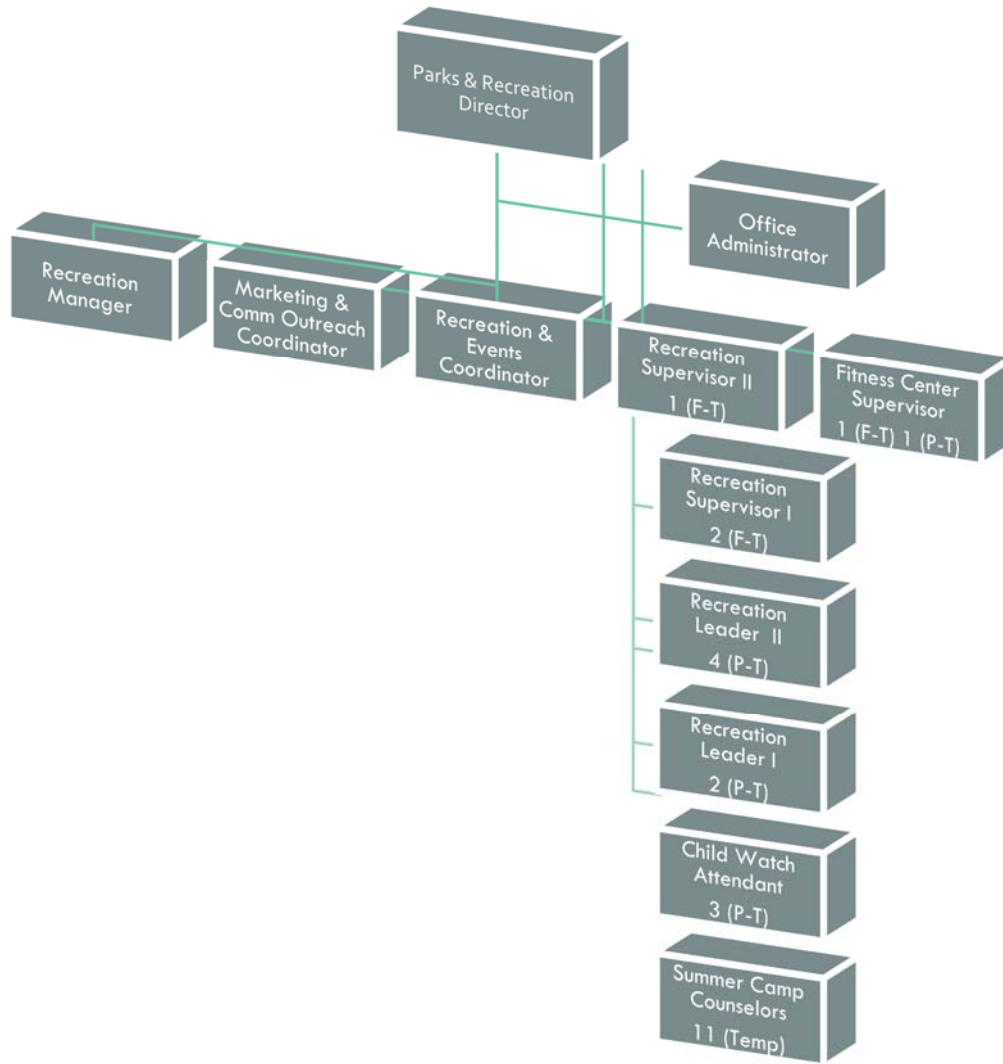 Parks & Recreation
Director
Office
Administrator
Recreation
Manager
Marketing &
Comm Outreach
Coordinator
Recreation &
Events
Coordinator
Recreation
Supervisor II
1 (F-T)
Fitness Center
Supervisor
1 (F-T) 1 (P-T)
Recreation
Supervisor I
2 (F-T)
Recreation
Leader II
4 (P-T)
Recreation
Leader I
2 (P-T)
Child Watch
Attendant
3 (P-T)
Summer Camp
Counselors
11 (Temp)